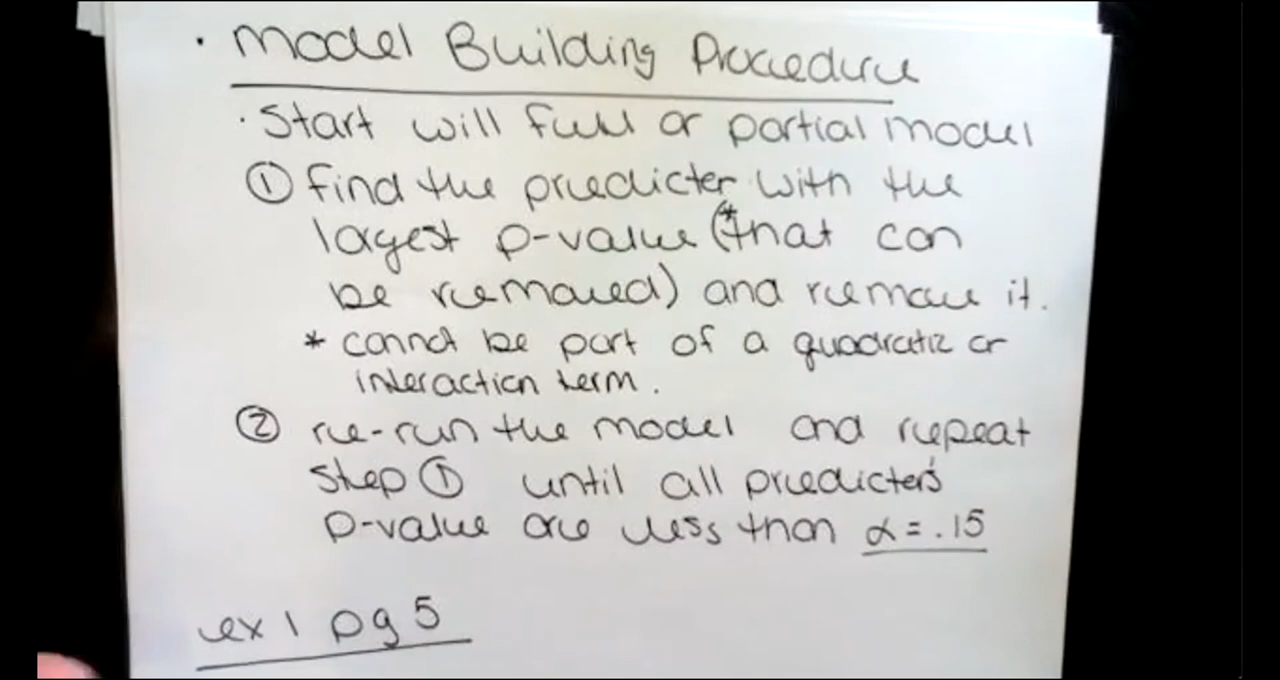 · Model Building Procedure
· Start will full or partial model
① find the predicter with the
largest p-value (*that can
be removed) and remove it.
* cannot be part of a quadratic or
interaction term.
② re-run the model and repeat
step ① until all predicters'
p-value are less than α = .15
ex 1 pg 5